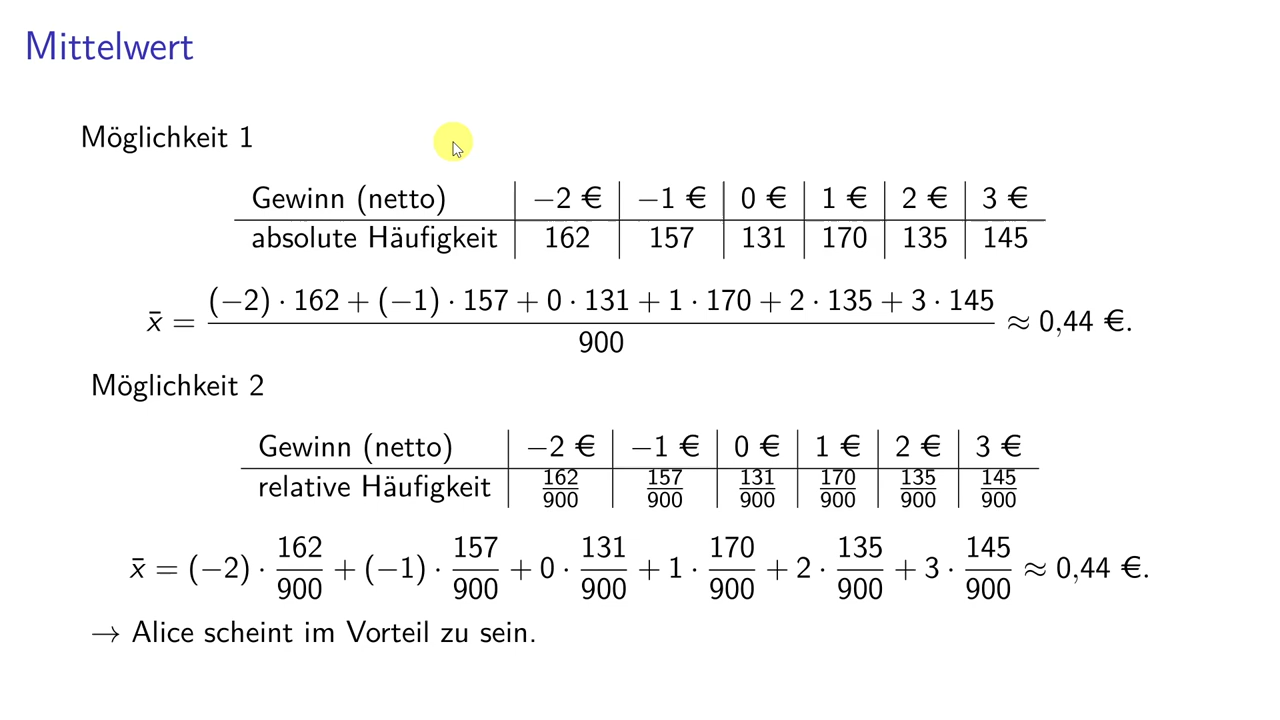 Mittelwert
Möglichkeit 1
Gewinn (netto) −2 € −1 € 0 € 1 € 2 € 3 €
absolute Häufigkeit 162 157 131 170 135 145
x̄ = (−2) · 162 + (−1) · 157 + 0 · 131 + 1 · 170 + 2 · 135 + 3 · 145 / 900 ≈ 0,44 €.
Möglichkeit 2
Gewinn (netto) −2 € −1 € 0 € 1 € 2 € 3 €
relative Häufigkeit 162/900 157/900 131/900 170/900 135/900 145/900
x̄ = (−2) · 162/900 + (−1) · 157/900 + 0 · 131/900 + 1 · 170/900 + 2 · 135/900 + 3 · 145/900 ≈ 0,44 €.
→ Alice scheint im Vorteil zu sein.